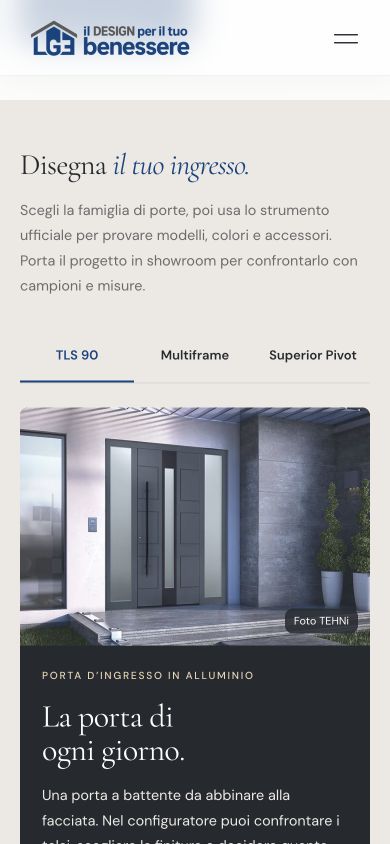 il DESIGN per il tuo
LGE benessere
Disegna il tuo ingresso.
Scegli la famiglia di porte, poi usa lo strumento
ufficiale per provare modelli, colori e accessori.
Porta il progetto in showroom per confrontarlo con
campioni e misure.
TLS 90 Multiframe Superior Pivot
Foto TEHNi
PORTA D'INGRESSO IN ALLUMINIO
La porta di
ogni giorno.
Una porta a battente da abbinare alla
facciata. Nel configuratore puoi confrontare i